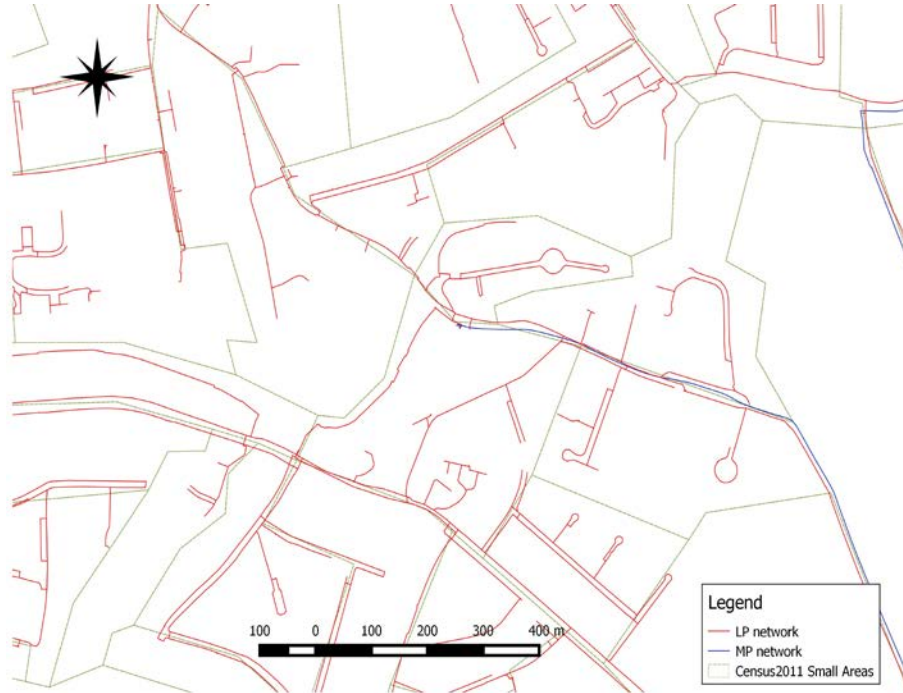 100 0 100 200 300 400 m
Legend
LP network
MP network
Census2011 Small Areas